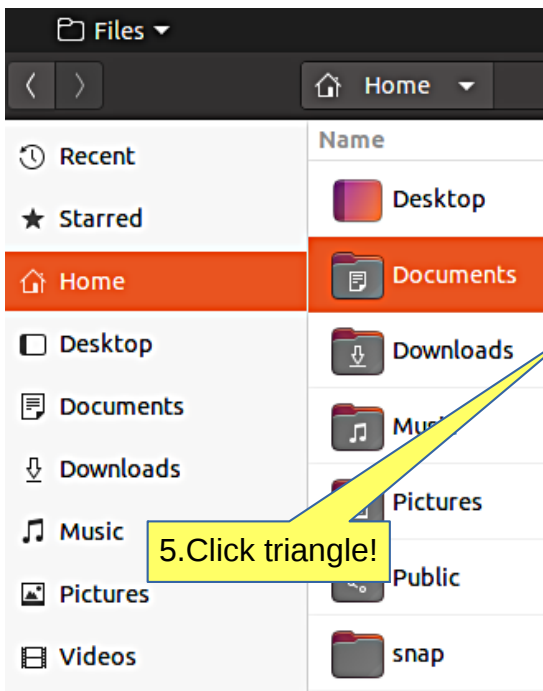 Files
Home
Recent
Starred
Home
Desktop
Documents
Downloads
Music
Pictures
Videos
Name
Desktop
Documents
Downloads
Pictures
Public
snap
5.Click triangle!